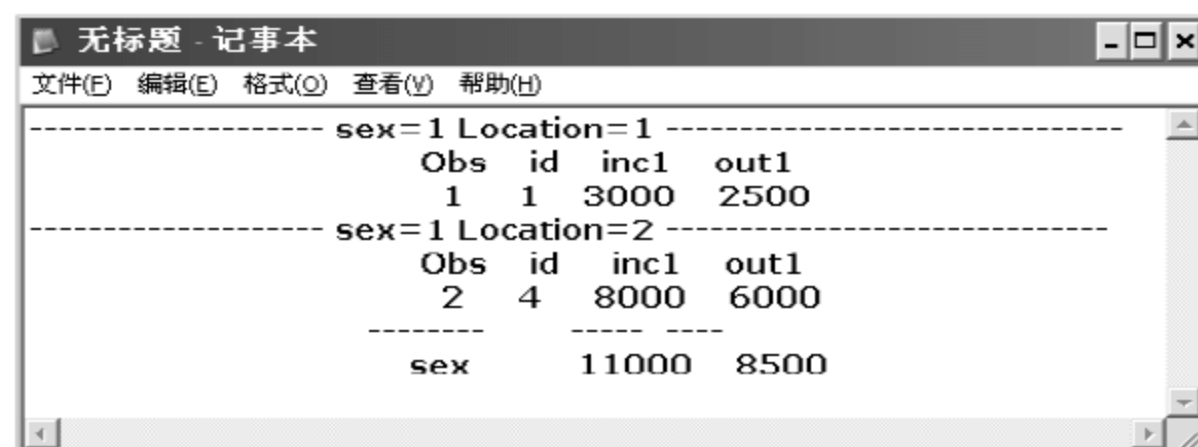 无标题 - 记事本
文件(F) 编辑(E) 格式(O) 查看(V) 帮助(H)
-------------------- sex=1 Location=1 -------------------------------
Obs id inc1 out1
1 1 3000 2500
-------------------- sex=1 Location=2 ------------------------------
Obs id inc1 out1
2 4 8000 6000
-------- ----- ----
sex 11000 8500